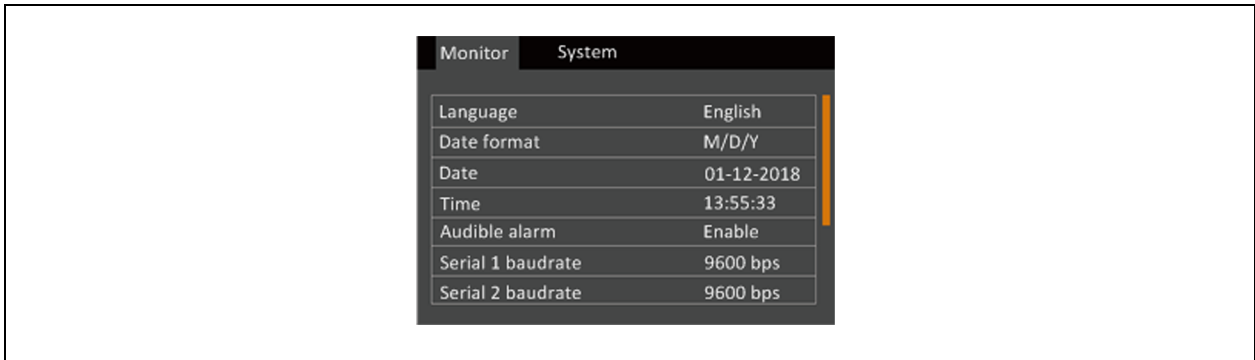 Monitor System
Language English
Date format M/D/Y
Date 01-12-2018
Time 13:55:33
Audible alarm Enable
Serial 1 baudrate 9600 bps
Serial 2 baudrate 9600 bps